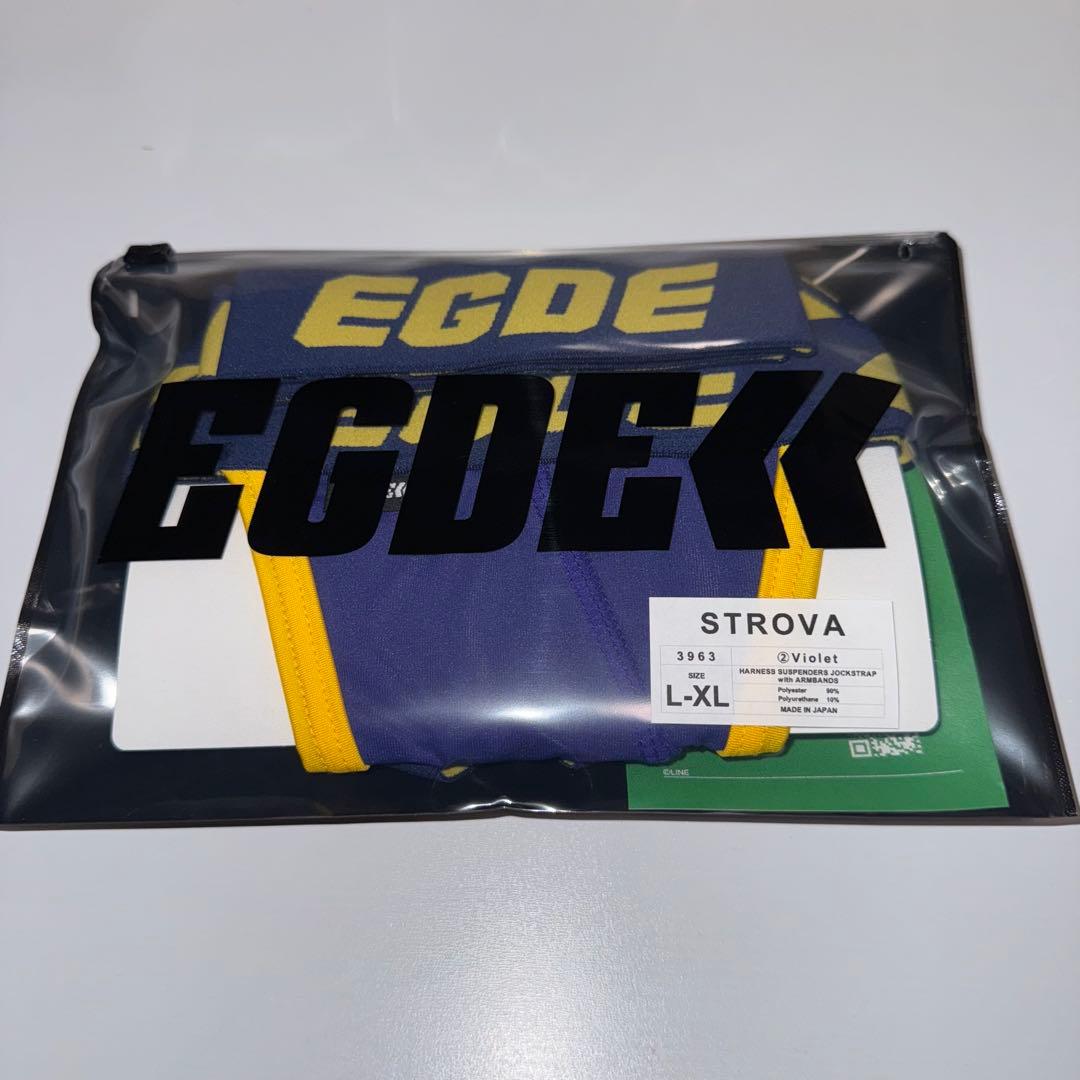 EGDE
EGDE
STROVA
3963
②Violet
SIZE
L-XL
HARNESS SUSPENDERS JOCKSTRAP
with ARMBANDS
Polyester 90%
Polyurethane 10%
MADE IN JAPAN
©LINE